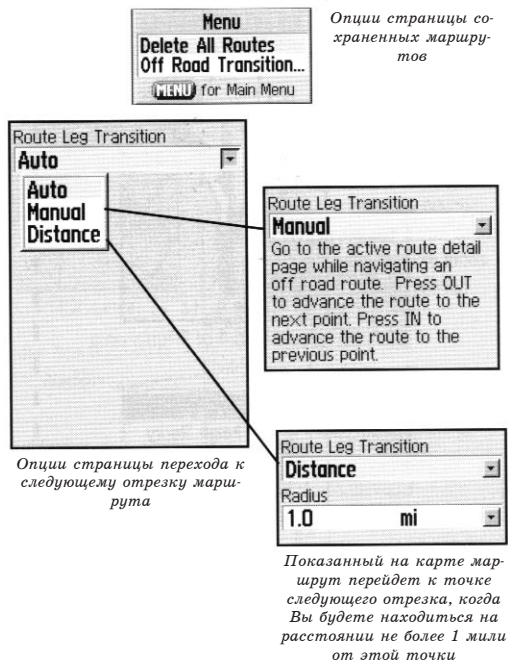 Menu
Delete All Routes
Off Road Transition...
MENU for Main Menu
Опции страницы со-
храненных маршру-
тов
Route Leg Transition
Auto
Auto
Manual
Distance
Опции страницы перехода к
следующему отрезку марш-
рута
Route Leg Transition
Manual
Go to the active route detail
page while navigating an
off road route. Press OUT
to advance the route to the
next point. Press IN to
advance the route to the
previous point.
Route Leg Transition
Distance
Radius
1.0 mi
Показанный на карте мар-
шрут перейдет к точке
следующего отрезка, когда
Вы будете находиться на
расстоянии не более 1 мили
от этой точки